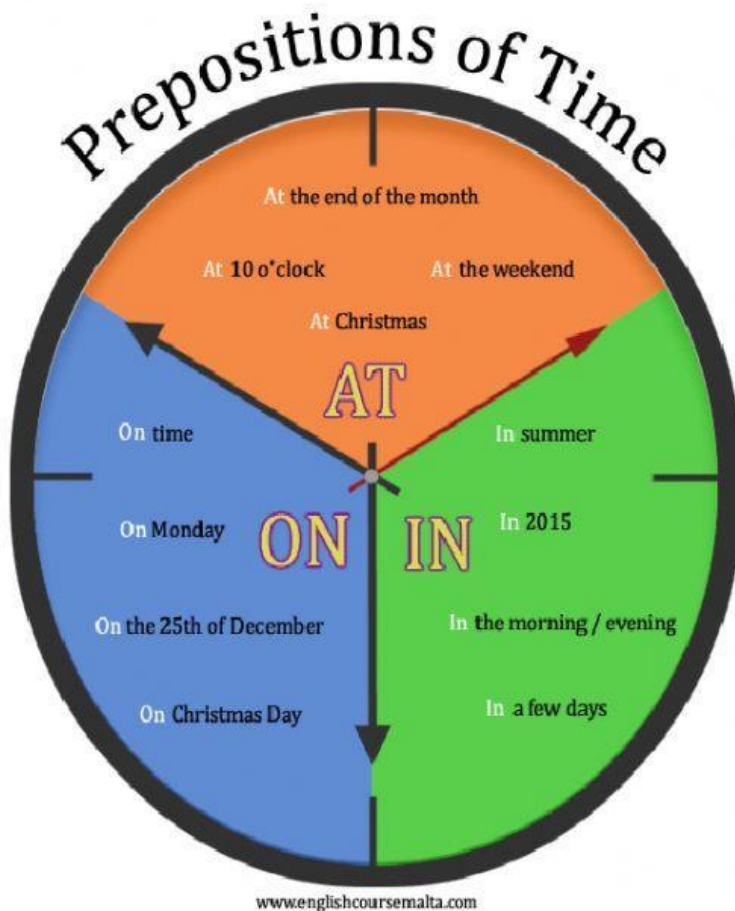 Prepositions of Time
At the end of the month
At 10 o'clock
At the weekend
At Christmas
AT
On time
On Monday
ON
On the 25th of December
On Christmas Day
In summer
In 2015
IN
In the morning / evening
In a few days
www.englishcoursemalta.com